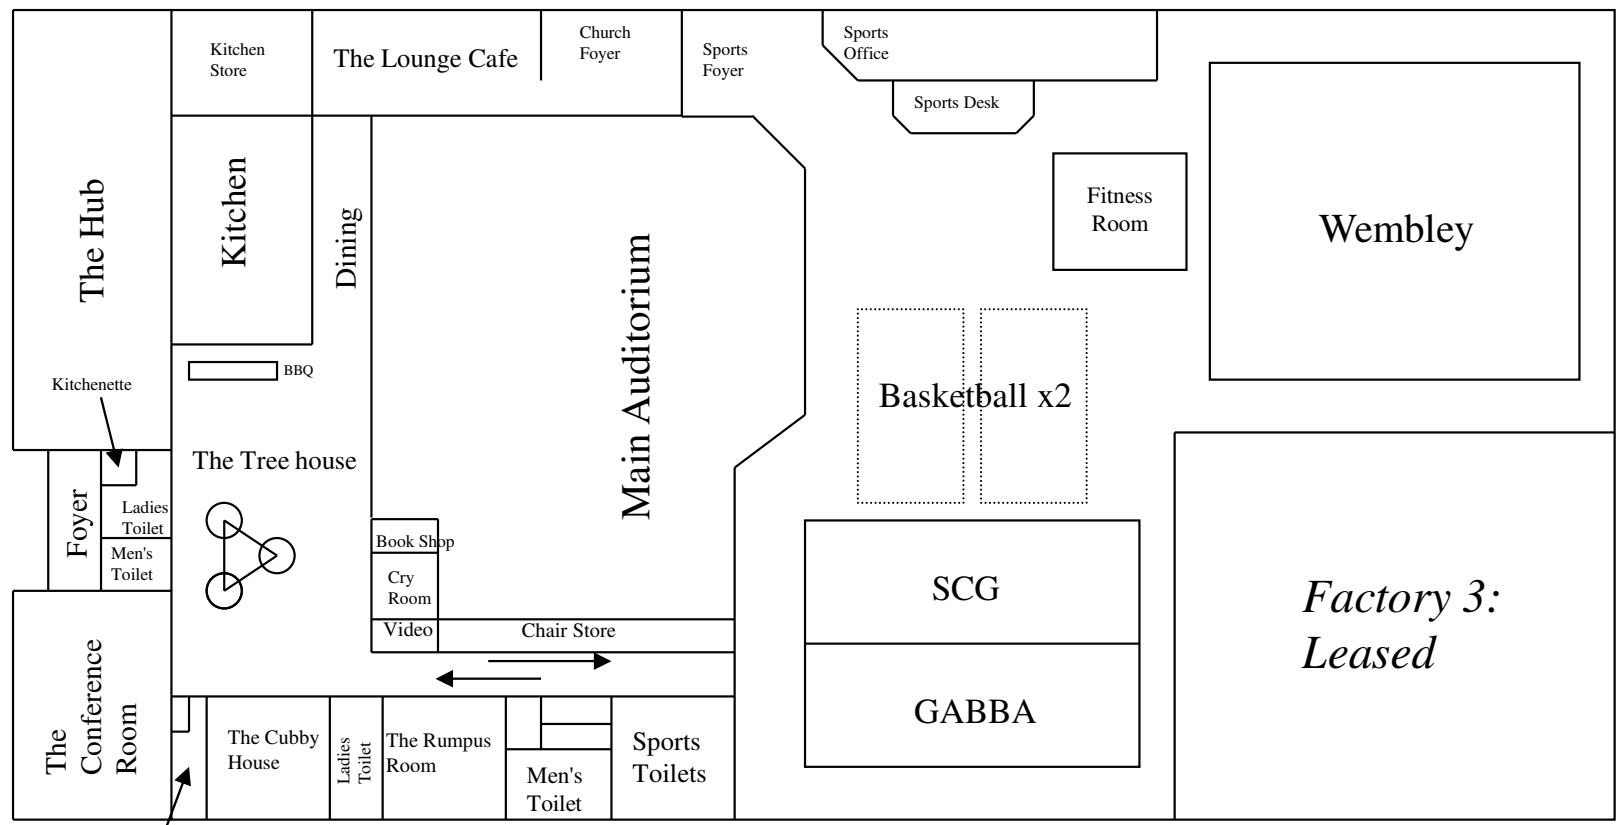 Kitchen
Store
The Lounge Cafe
Church
Foyer
Sports
Foyer
Sports
Office
Sports Desk
The Hub
Kitchen
Dining
Main Auditorium
Fitness
Room
Wembley
BBQ
Kitchenette
Basketball x2
The Tree house
Foyer
Ladies
Toilet
Men's
Toilet
Book Shop
Cry
Room
Video
Chair Store
SCG
Factory 3:
Leased
GABBA
The
Conference
Room
The Cubby
House
Ladies
Toilet
The Rumpus
Room
Men's
Toilet
Sports
Toilets